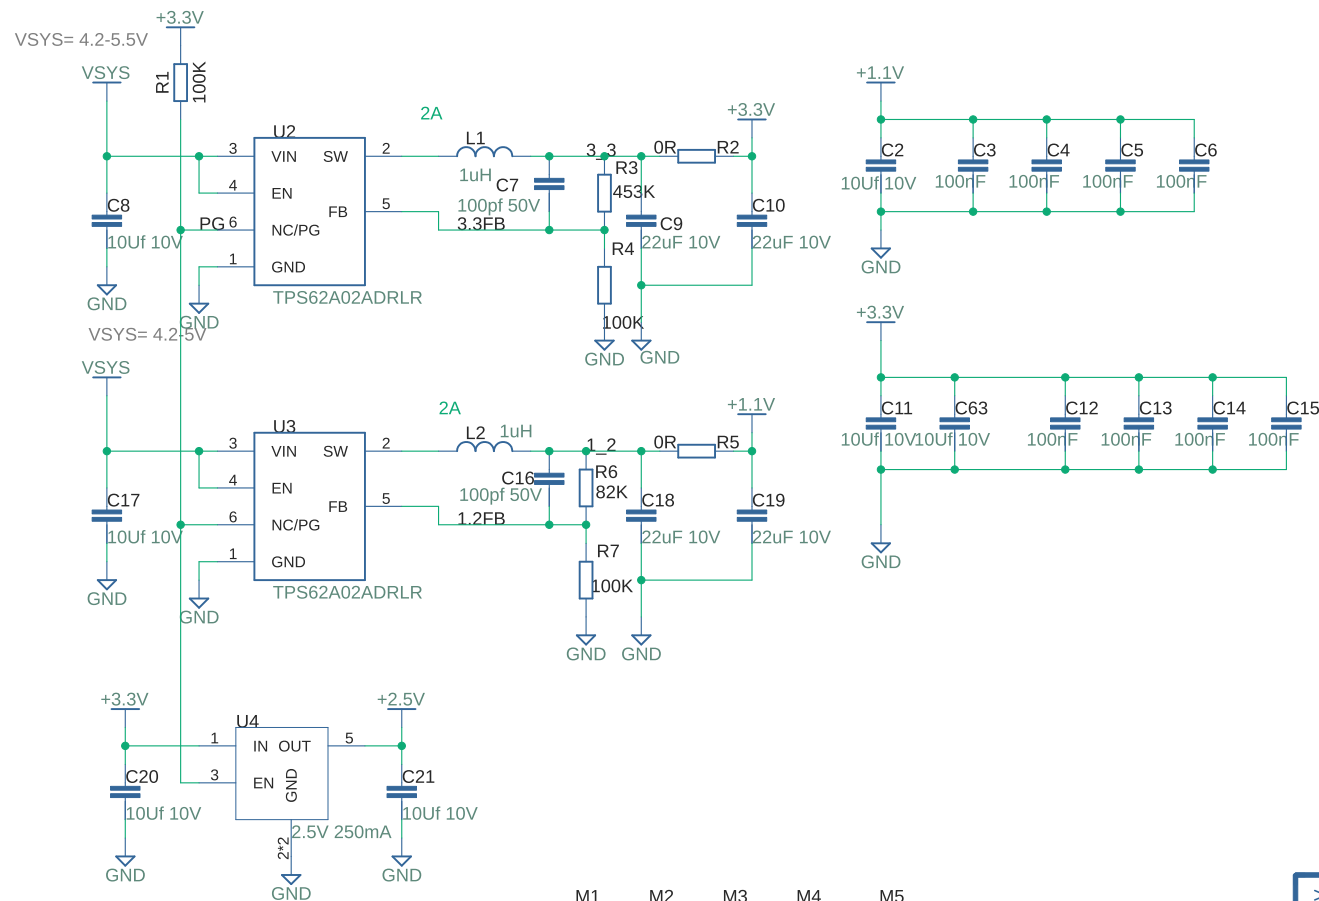 +3.3V
VSYS= 4.2-5.5V
VSYS
R1
100K
U2
3
VIN
SW
2
4
EN
FB
5
PG
6
NC/PG
1
GND
TPS62A02ADRLR
C8
10Uf 10V
GND
GND
2A
L1
1uH
C7
100pf 50V
3.3FB
3_3
R3
453K
R4
100K
GND
0R
R2
+3.3V
C9
22uF 10V
C10
22uF 10V
GND
+1.1V
C2
10Uf 10V
C3
100nF
C4
100nF
C5
100nF
C6
100nF
GND
VSYS= 4.2-5V
VSYS
U3
3
VIN
SW
2
4
EN
FB
5
6
NC/PG
1
GND
TPS62A02ADRLR
C17
10Uf 10V
GND
GND
2A
L2
1uH
C16
100pf 50V
1.2FB
1_2
R6
82K
R7
100K
GND
0R
R5
+1.1V
C18
22uF 10V
C19
22uF 10V
GND
+3.3V
C11
10Uf 10V
C63
10Uf 10V
C12
100nF
C13
100nF
C14
100nF
C15
100nF
GND
+3.3V
U4
1
IN
OUT
5
3
EN
GND
2*2
2.5V 250mA
C20
10Uf 10V
GND
GND
+2.5V
C21
10Uf 10V
GND
M1
M2
M3
M4
M5